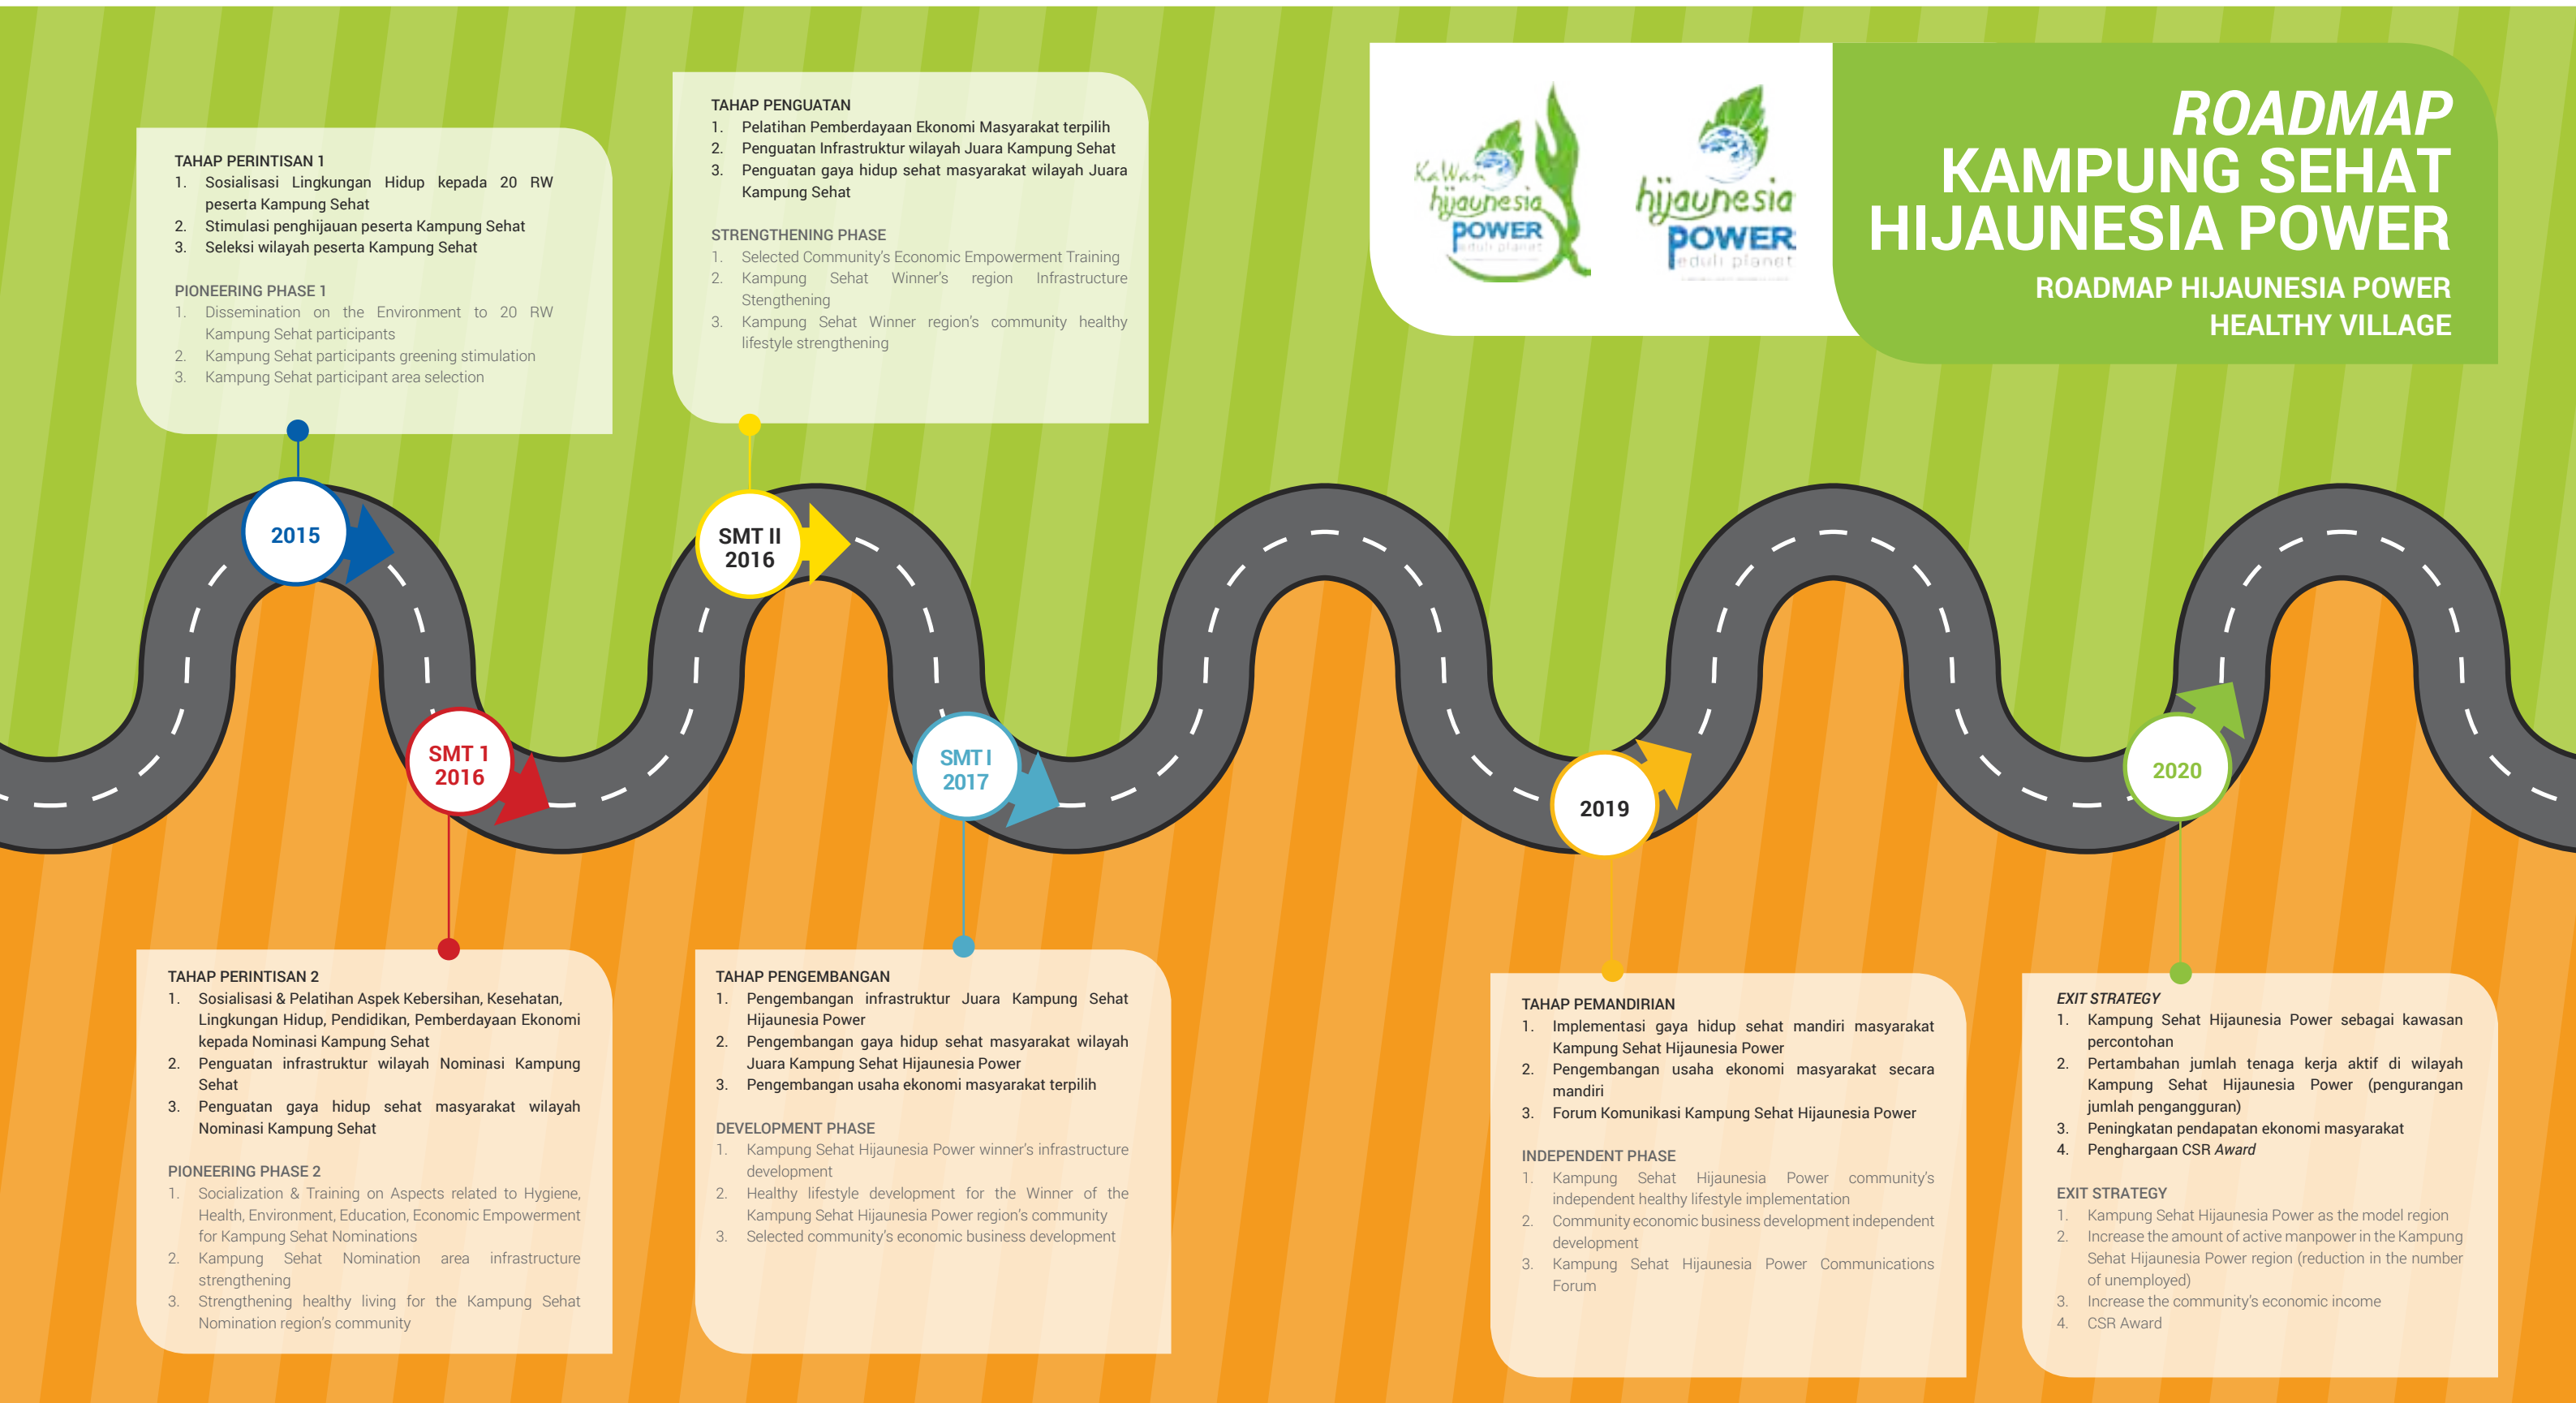 TAHAP PERINTISAN 1
1. Sosialisasi Lingkungan Hidup kepada 20 RW
peserta Kampung Sehat
2. Stimulasi penghijauan peserta Kampung Sehat
3. Seleksi wilayah peserta Kampung Sehat
PIONEERING PHASE 1
1. Dissemination on the Environment to 20 RW
Kampung Sehat participants
2. Kampung Sehat participants greening stimulation
3. Kampung Sehat participant area selection
TAHAP PENGUATAN
1. Pelatihan Pemberdayaan Ekonomi Masyarakat terpilih
2. Penguatan Infrastruktur wilayah Juara Kampung Sehat
3. Penguatan gaya hidup sehat masyarakat wilayah Juara
Kampung Sehat
STRENGTHENING PHASE
1. Selected Community's Economic Empowerment Training
2. Kampung Sehat Winner's region Infrastructure
Stengthening
3. Kampung Sehat Winner region's community healthy
lifestyle strengthening
KaWan
hijaunesia
POWER
eduli planet
hijaunesia
POWER
eduli planet
ROADMAP
KAMPUNG SEHAT
HIJAUNESIA POWER
ROADMAP HIJAUNESIA POWER
HEALTHY VILLAGE
2015
SMT II
2016
SMT 1
2016
SMT I
2017
2019
2020
TAHAP PERINTISAN 2
1. Sosialisasi & Pelatihan Aspek Kebersihan, Kesehatan,
Lingkungan Hidup, Pendidikan, Pemberdayaan Ekonomi
kepada Nominasi Kampung Sehat
2. Penguatan infrastruktur wilayah Nominasi Kampung
Sehat
3. Penguatan gaya hidup sehat masyarakat wilayah
Nominasi Kampung Sehat
PIONEERING PHASE 2
1. Socialization & Training on Aspects related to Hygiene,
Health, Environment, Education, Economic Empowerment
for Kampung Sehat Nominations
2. Kampung Sehat Nomination area infrastructure
strengthening
3. Strengthening healthy living for the Kampung Sehat
Nomination region's community
TAHAP PENGEMBANGAN
1. Pengembangan infrastruktur Juara Kampung Sehat
Hijaunesia Power
2. Pengembangan gaya hidup sehat masyarakat wilayah
Juara Kampung Sehat Hijaunesia Power
3. Pengembangan usaha ekonomi masyarakat terpilih
DEVELOPMENT PHASE
1. Kampung Sehat Hijaunesia Power winner's infrastructure
development
2. Healthy lifestyle development for the Winner of the
Kampung Sehat Hijaunesia Power region's community
3. Selected community's economic business development
TAHAP PEMANDIRIAN
1. Implementasi gaya hidup sehat mandiri masyarakat
Kampung Sehat Hijaunesia Power
2. Pengembangan usaha ekonomi masyarakat secara
mandiri
3. Forum Komunikasi Kampung Sehat Hijaunesia Power
INDEPENDENT PHASE
1. Kampung Sehat Hijaunesia Power community's
independent healthy lifestyle implementation
2. Community economic business development independent
development
3. Kampung Sehat Hijaunesia Power Communications
Forum
EXIT STRATEGY
1. Kampung Sehat Hijaunesia Power sebagai kawasan
percontohan
2. Pertambahan jumlah tenaga kerja aktif di wilayah
Kampung Sehat Hijaunesia Power (pengurangan
jumlah pengangguran)
3. Peningkatan pendapatan ekonomi masyarakat
4. Penghargaan CSR Award
EXIT STRATEGY
1. Kampung Sehat Hijaunesia Power as the model region
2. Increase the amount of active manpower in the Kampung
Sehat Hijaunesia Power region (reduction in the number
of unemployed)
3. Increase the community's economic income
4. CSR Award